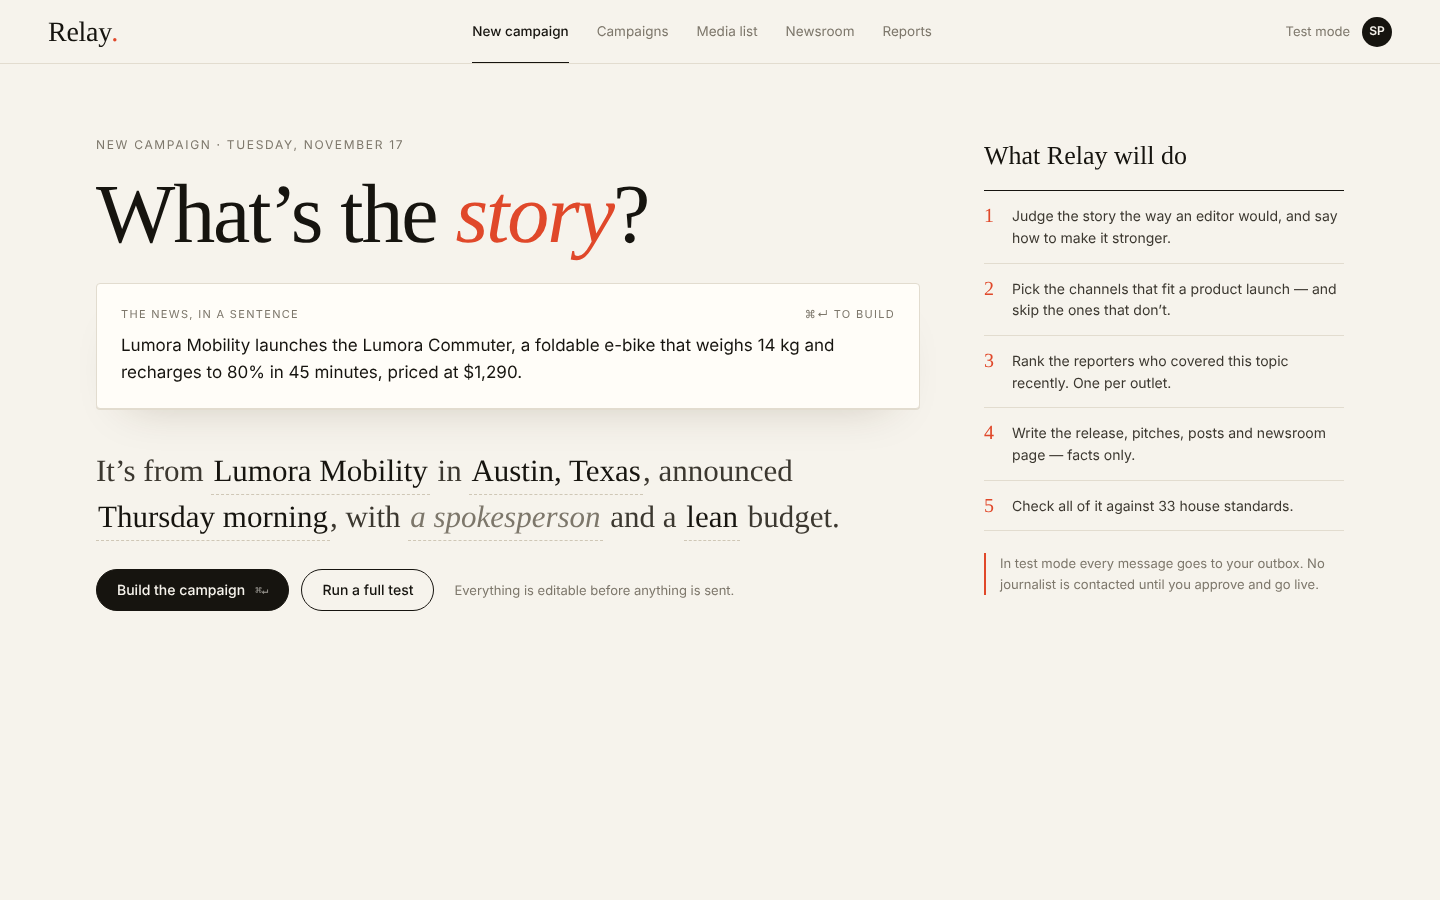 Relay.
New campaign
Campaigns
Media list
Newsroom
Reports
Test mode
SP
NEW CAMPAIGN · TUESDAY, NOVEMBER 17
What’s the story?
THE NEWS, IN A SENTENCE
⌘↵ TO BUILD
Lumora Mobility launches the Lumora Commuter, a foldable e-bike that weighs 14 kg and
recharges to 80% in 45 minutes, priced at $1,290.
It’s from Lumora Mobility in Austin, Texas, announced
Thursday morning, with a spokesperson and a lean budget.
Build the campaign ⌘↵
Run a full test
Everything is editable before anything is sent.
What Relay will do
1 Judge the story the way an editor would, and say
how to make it stronger.
2 Pick the channels that fit a product launch — and
skip the ones that don’t.
3 Rank the reporters who covered this topic
recently. One per outlet.
4 Write the release, pitches, posts and newsroom
page — facts only.
5 Check all of it against 33 house standards.
In test mode every message goes to your outbox. No
journalist is contacted until you approve and go live.